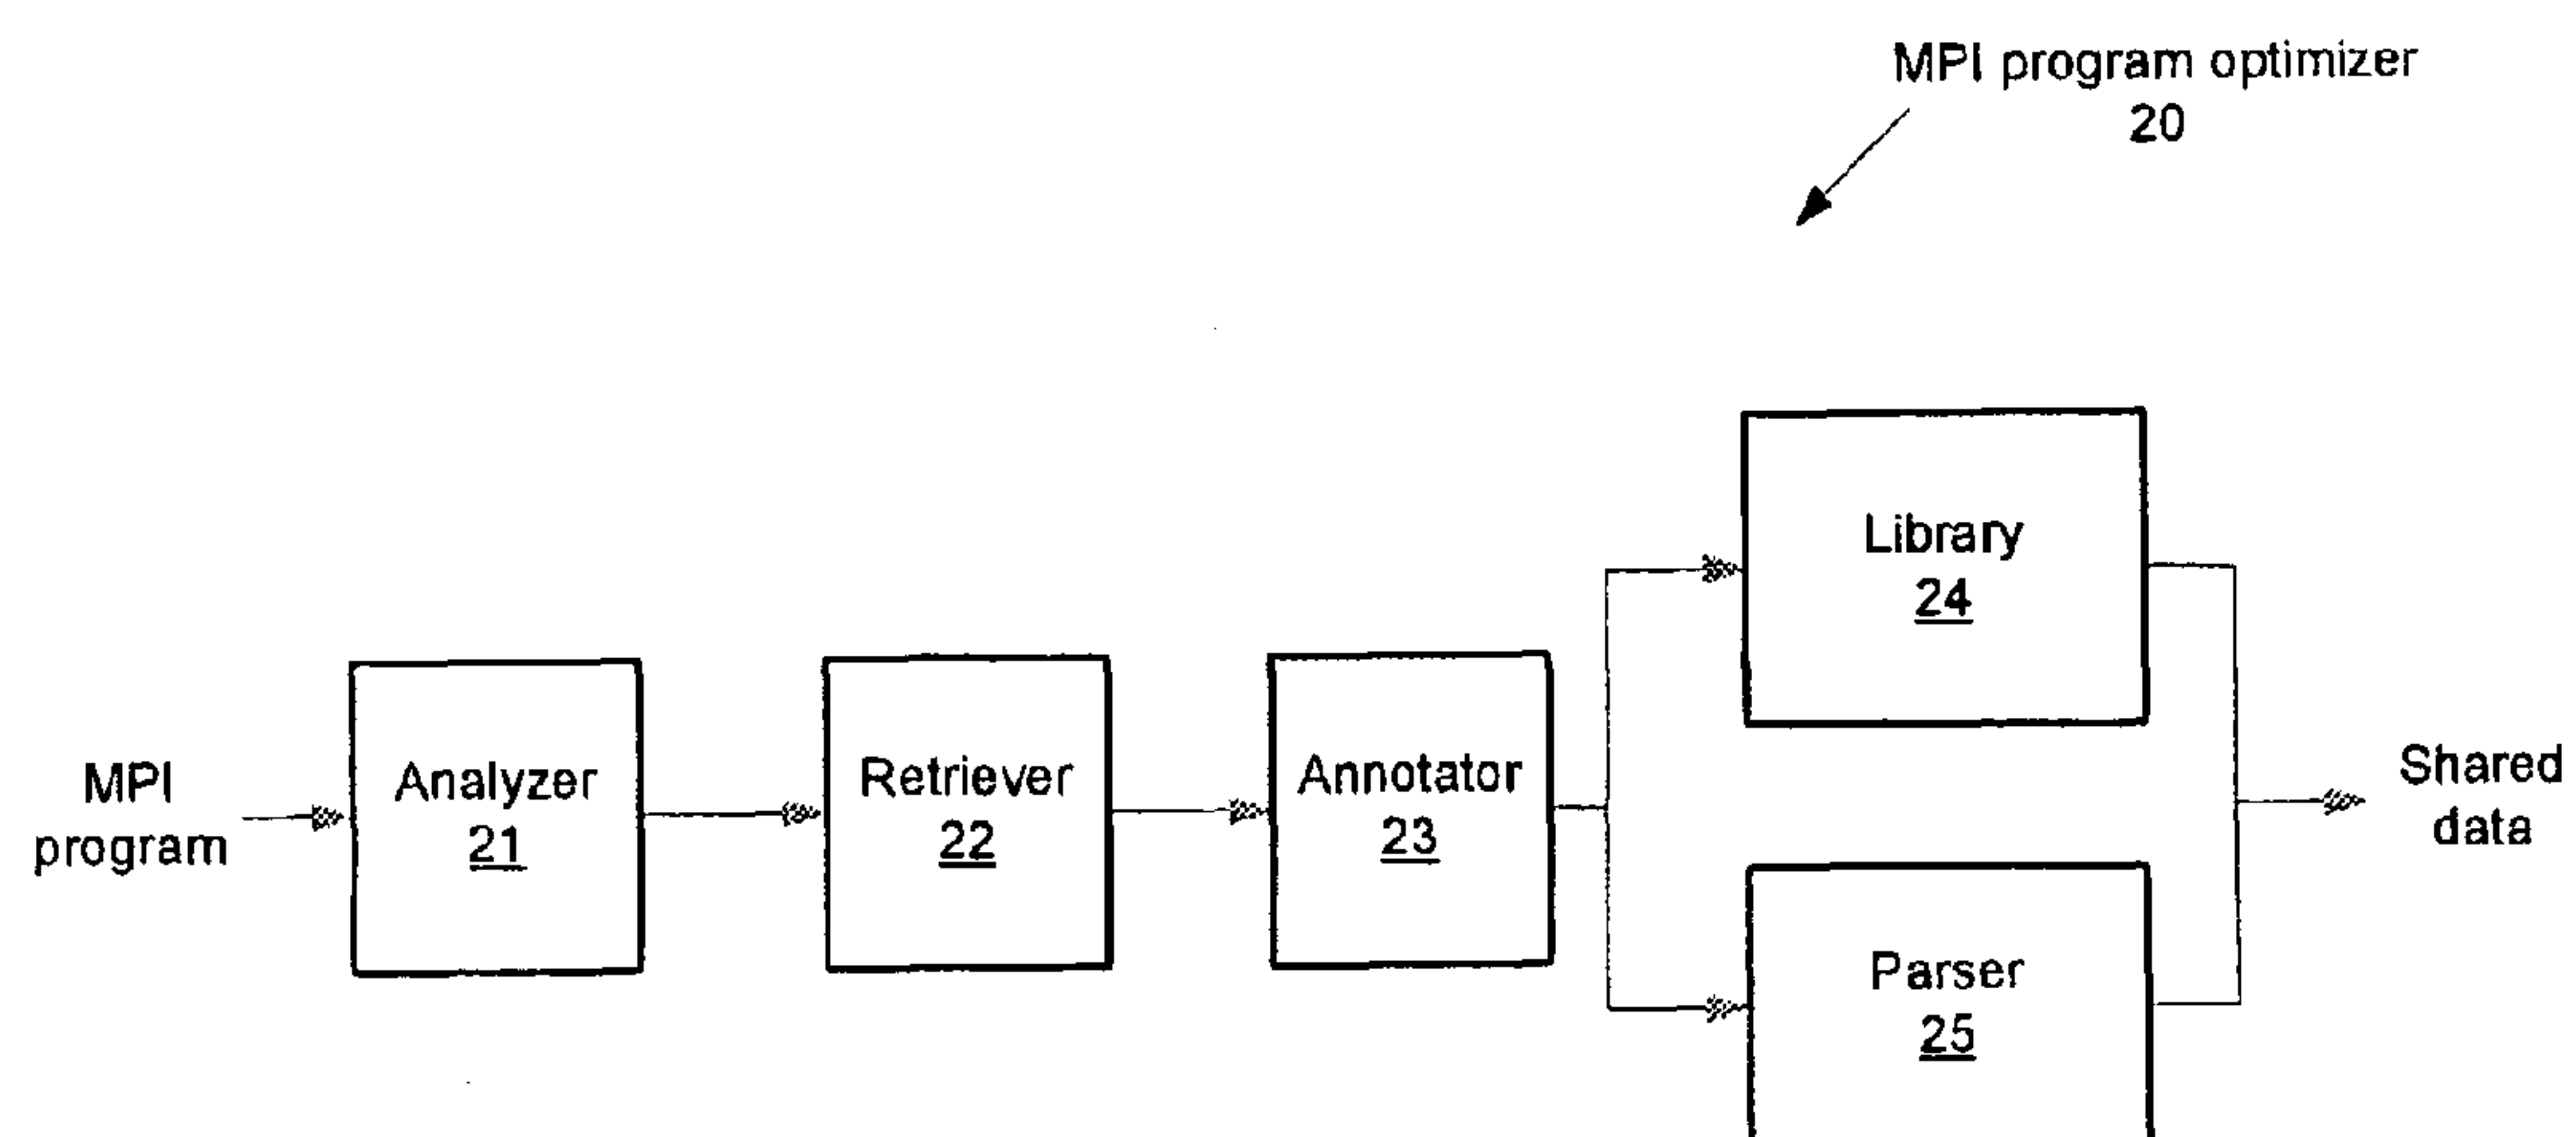 MPI program optimizer
20
Library
24
MPI
program
Analyzer
21
Retriever
22
Annotator
23
Shared
data
Parser
25